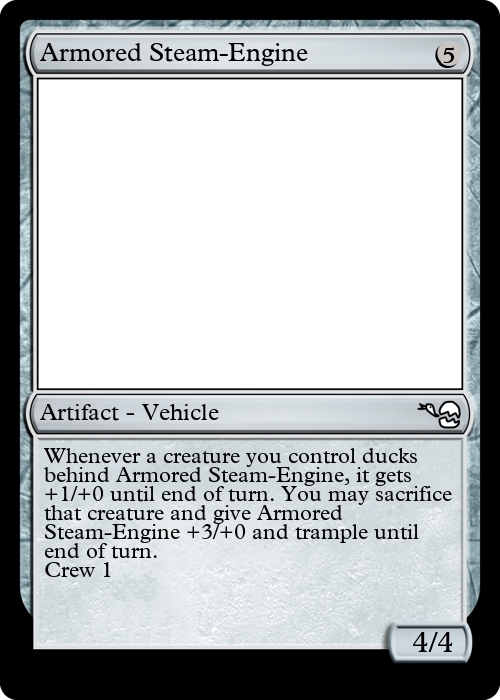 Armored Steam-Engine
5
Artifact - Vehicle
Whenever a creature you control ducks
behind Armored Steam-Engine, it gets
+1/+0 until end of turn. You may sacrifice
that creature and give Armored
Steam-Engine +3/+0 and trample until
end of turn.
Crew 1
4/4